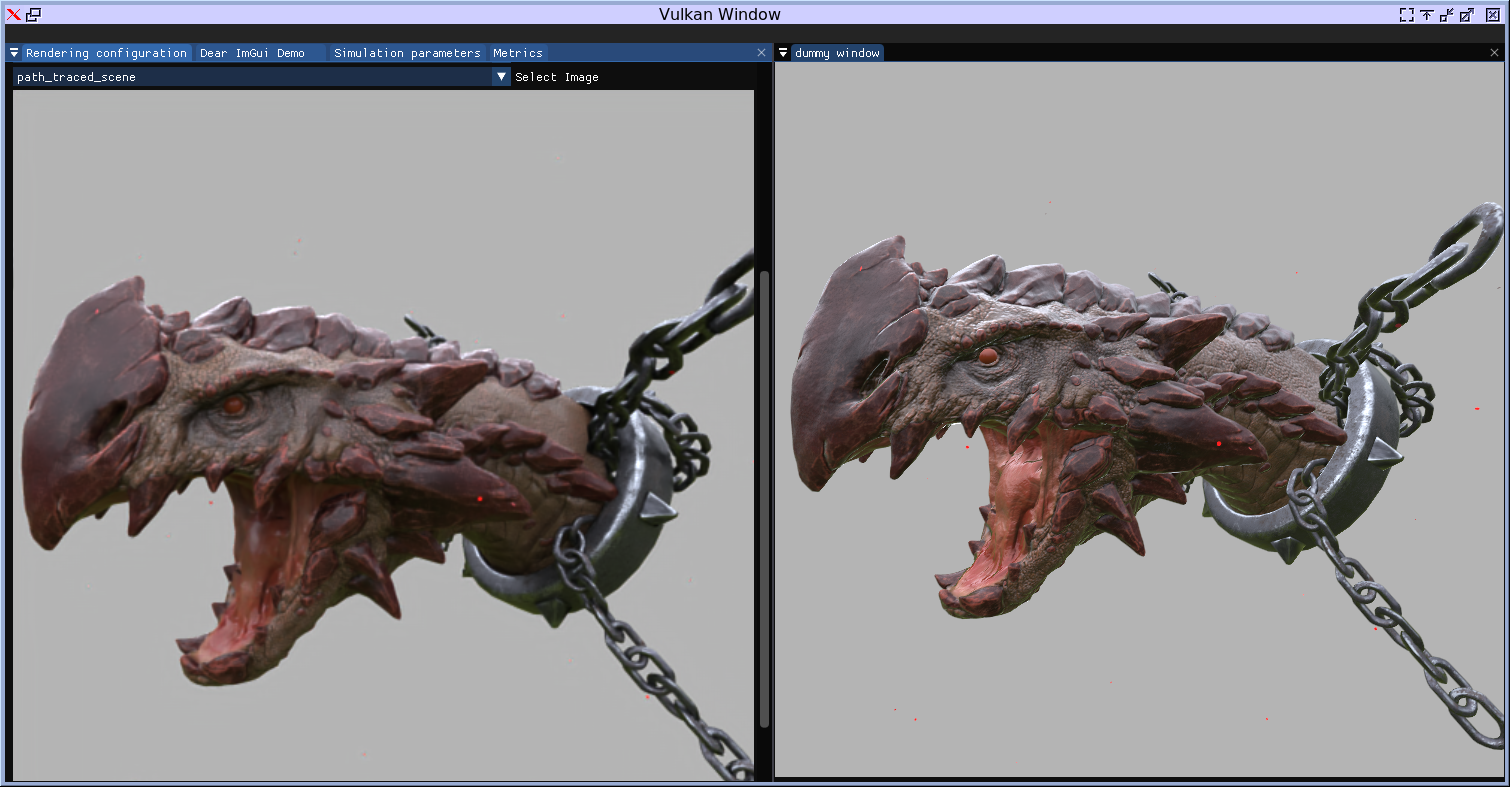 Vulkan Window
Rendering configuration Dear ImGui Demo Simulation parameters Metrics
dummy window
path_traced_scene Select Image